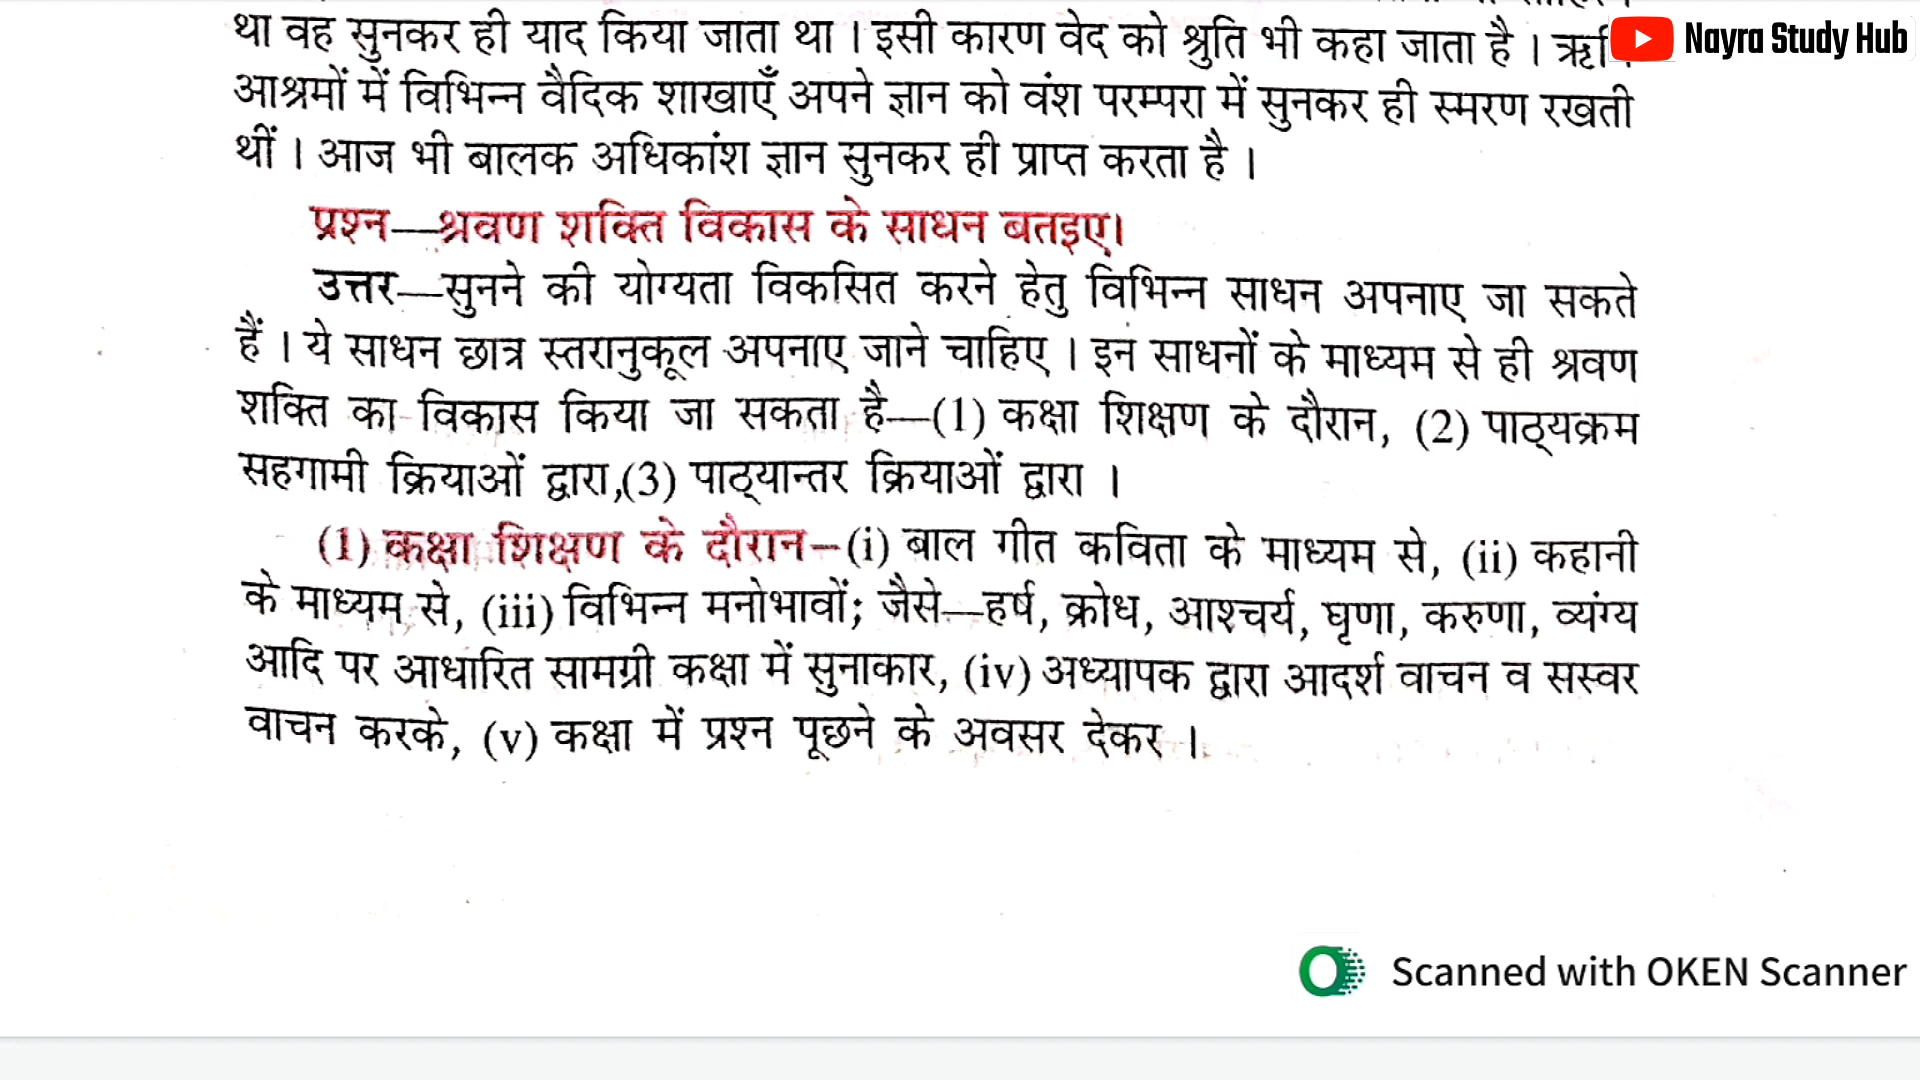 था वह सुनकर ही याद किया जाता था । इसी कारण वेद को श्रुति भी कहा जाता है ।
Nayra Study Hub
आश्रमों में विभिन्न वैदिक शाखाएँ अपने ज्ञान को वंश परम्परा में सुनकर ही स्मरण रखती
थीं । आज भी बालक अधिकांश ज्ञान सुनकर ही प्राप्त करता है ।
प्रश्न—श्रवण शक्ति विकास के साधन बतइए।
उत्तर—सुनने की योग्यता विकसित करने हेतु विभिन्न साधन अपनाए जा सकते
हैं । ये साधन छात्र स्तरानुकूल अपनाए जाने चाहिए । इन साधनों के माध्यम से ही श्रवण
शक्ति का विकास किया जा सकता है—(1) कक्षा शिक्षण के दौरान, (2) पाठ्यक्रम
सहगामी क्रियाओं द्वारा,(3) पाठ्यान्तर क्रियाओं द्वारा ।
(1) कक्षा शिक्षण के दौरान–(i) बाल गीत कविता के माध्यम से, (ii) कहानी
के माध्यम से, (iii) विभिन्न मनोभावों; जैसे—हर्ष, क्रोध, आश्चर्य, घृणा, करुणा, व्यंग्य
आदि पर आधारित सामग्री कक्षा में सुनाकार, (iv) अध्यापक द्वारा आदर्श वाचन व सस्वर
वाचन करके, (v) कक्षा में प्रश्न पूछने के अवसर देकर ।
Scanned with OKEN Scanner